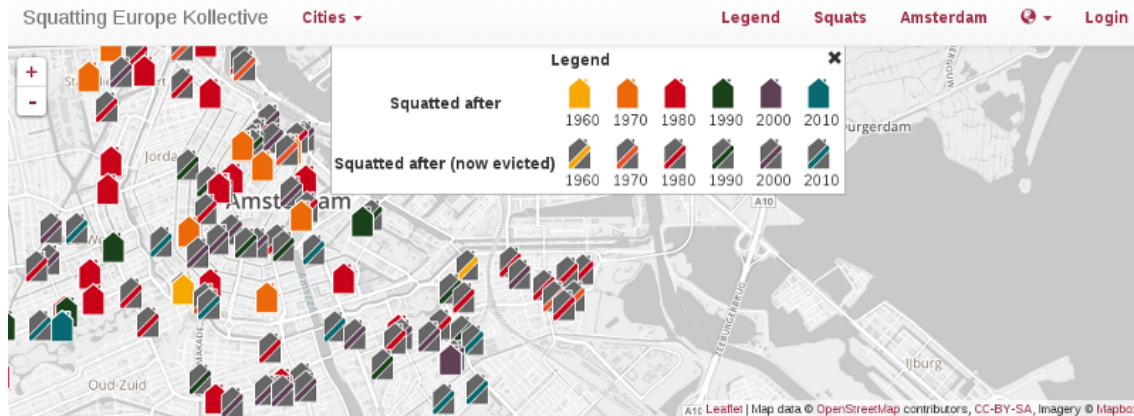 Squatting Europe Kollective Cities Legend Squats Amsterdam Login
+
-
Legend
Squatted after
1960 1970 1980 1990 2000 2010
Squatted after (now evicted)
1960 1970 1980 1990 2000 2010
Jorda
Amsterdam
A10
IJburg
Oud-Zuid
Leaflet | Map data © OpenStreetMap contributors, CC-BY-SA, Imagery © Mapbox